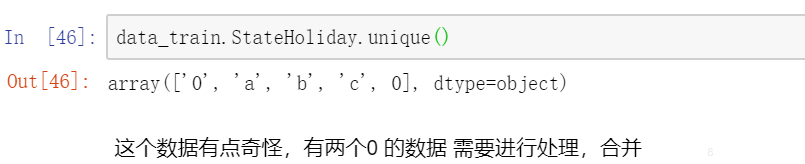 In [46]: data_train.StateHoliday.unique()
Out[46]: array(['0', 'a', 'b', 'c', 0], dtype=object)
这个数据有点奇怪，有两个0 的数据 需要进行处理，合并